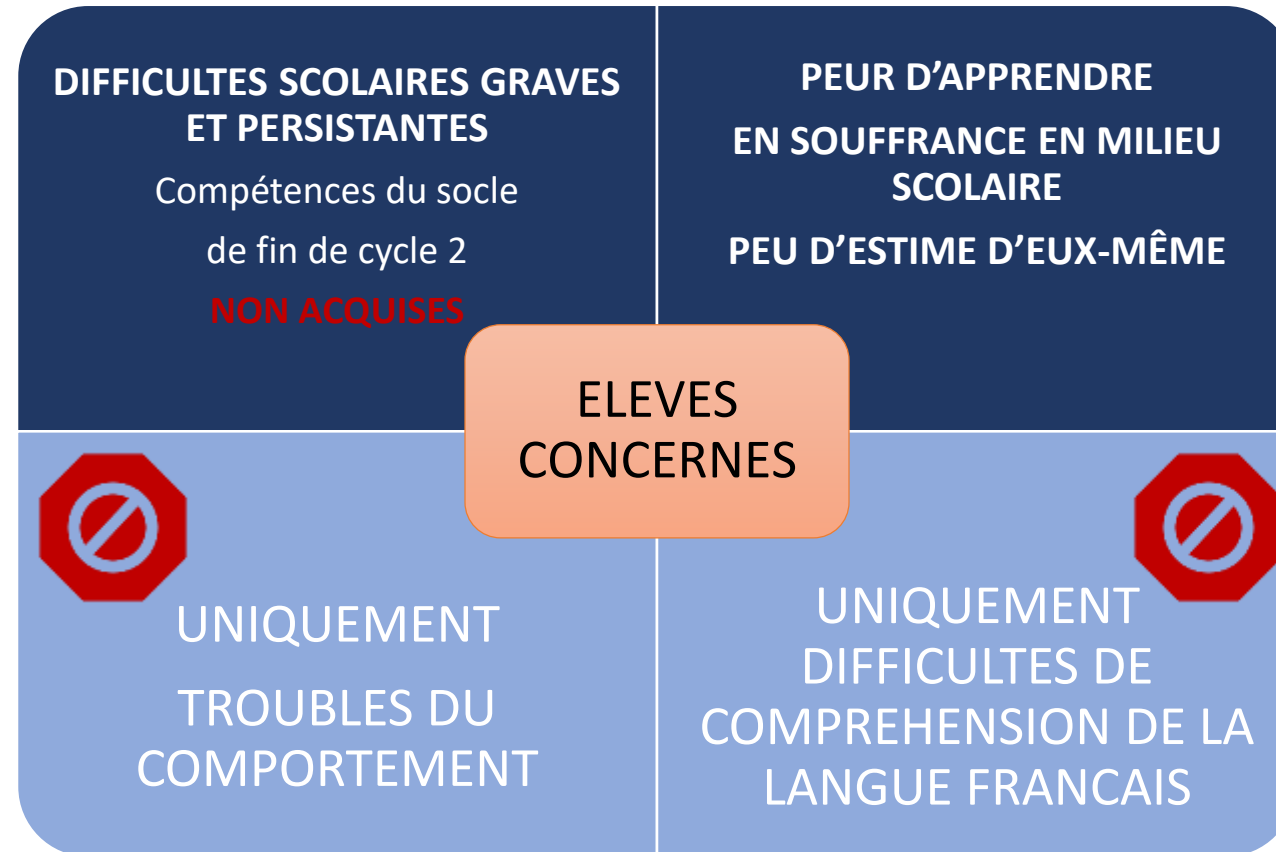 DIFFICULTES SCOLAIRES GRAVES
ET PERSISTANTES
Compétences du socle
de fin de cycle 2
NON ACQUISES
PEUR D’APPRENDRE
EN SOUFFRANCE EN MILIEU
SCOLAIRE
PEU D’ESTIME D’EUX-MÊME
ELEVES
CONCERNES
UNIQUEMENT
TROUBLES DU
COMPORTEMENT
UNIQUEMENT
DIFFICULTES DE
COMPREHENSION DE LA
LANGUE FRANCAIS